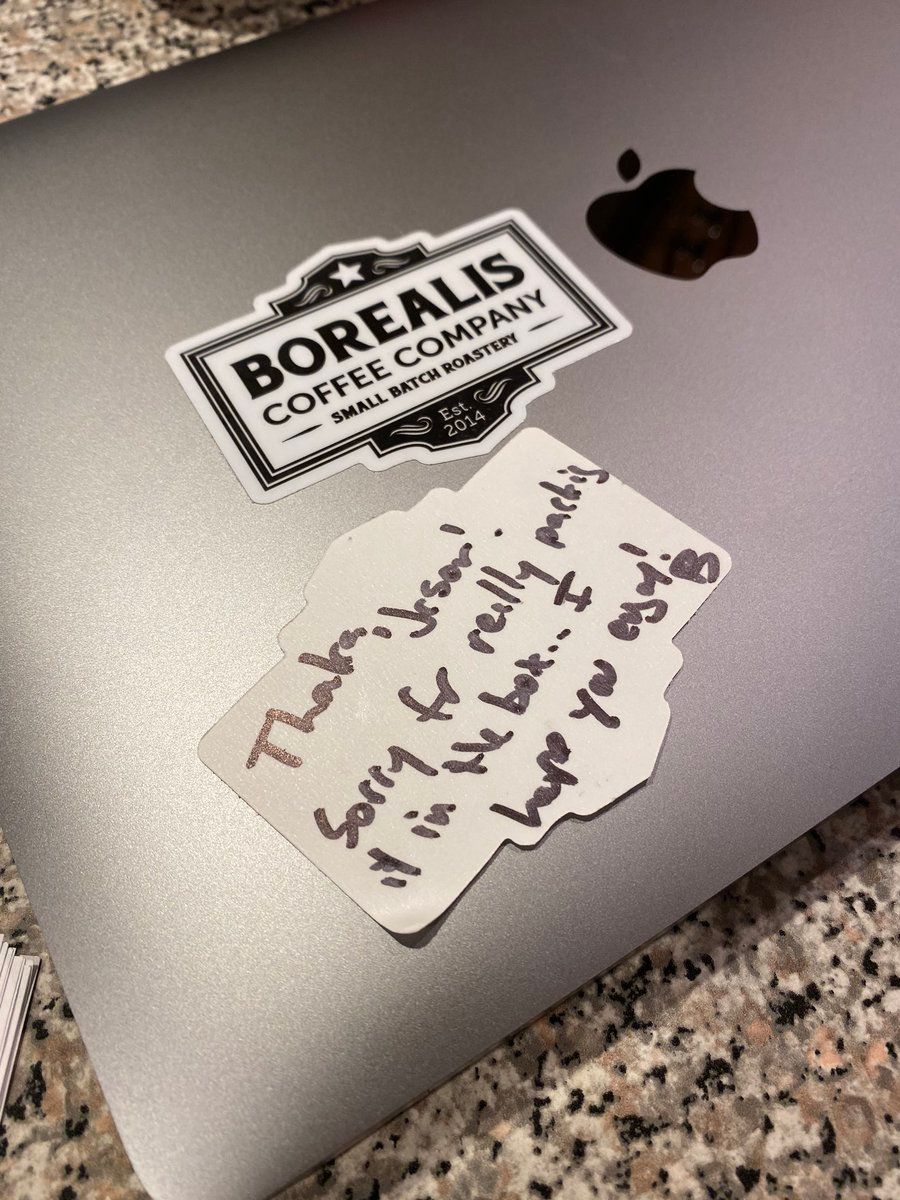 BOREALIS
COFFEE COMPANY
SMALL BATCH ROASTERY
Est.
2014
Thanks, Jason!
Sorry for really packing
it in the box... I
hope you enjoy!
B